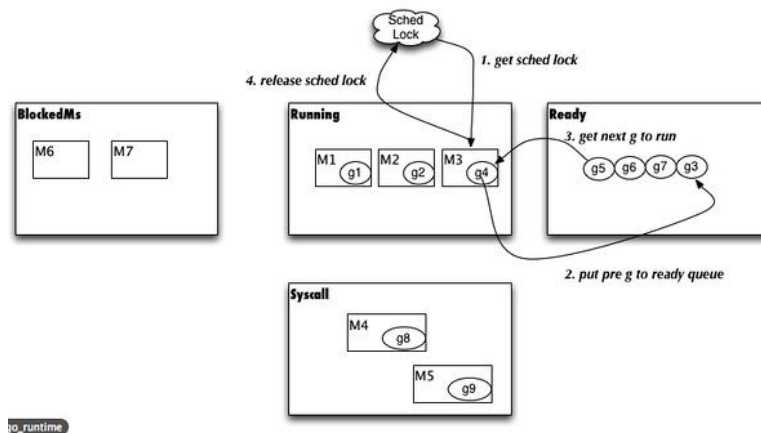 Sched
Lock
1. get sched lock
4. release sched lock
BlockedMs
M6
M7
Running
M1
g1
M2
g2
M3
g4
Ready
3. get next g to run
g5
g6
g7
g3
2. put pre g to ready queue
Syscall
M4
g8
M5
g9
go_runtime